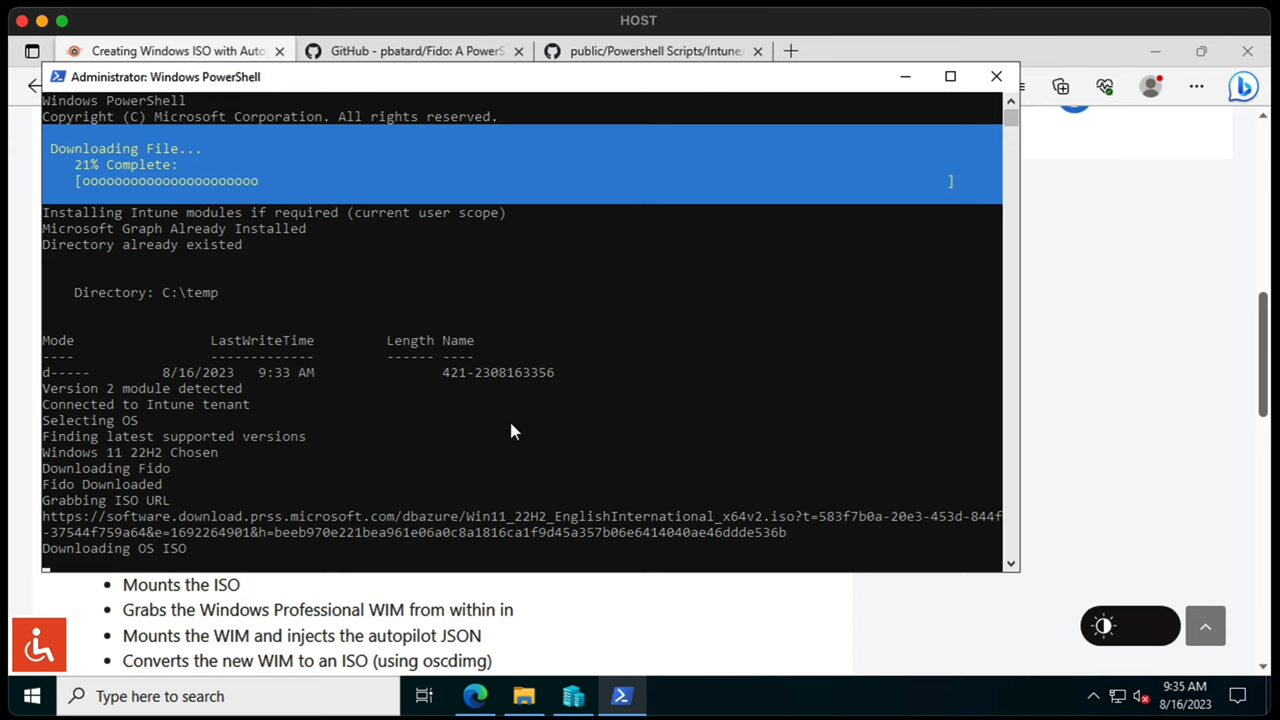 HOST
Creating Windows ISO with Auto
GitHub - pbatard/Fido: A PowerS
public/Powershell Scripts/Intune/
Administrator: Windows PowerShell
Windows PowerShell
Copyright (C) Microsoft Corporation. All rights reserved.
Downloading File...
21% Complete:
[oooooooooooooooooooooo ]
Installing Intune modules if required (current user scope)
Microsoft Graph Already Installed
Directory already existed
Directory: C:\temp
Mode LastWriteTime Length Name
---- ------------- ------ ----
d----- 8/16/2023 9:33 AM 421-2308163356
Version 2 module detected
Connected to Intune tenant
Selecting OS
Finding latest supported versions
Windows 11 22H2 Chosen
Downloading Fido
Fido Downloaded
Grabbing ISO URL
https://software.download.prss.microsoft.com/dbazure/Win11_22H2_EnglishInternational_x64v2.iso?t=583f7b0a-20e3-453d-844f
-37544f759a64&e=1692264901&h=beeb970e221bea961e06a0c8a1816ca1f9d45a357b06e6414040ae46ddde536b
Downloading OS ISO
• Mounts the ISO
• Grabs the Windows Professional WIM from within in
• Mounts the WIM and injects the autopilot JSON
• Converts the new WIM to an ISO (using oscdimg)
Type here to search
9:35 AM
8/16/2023